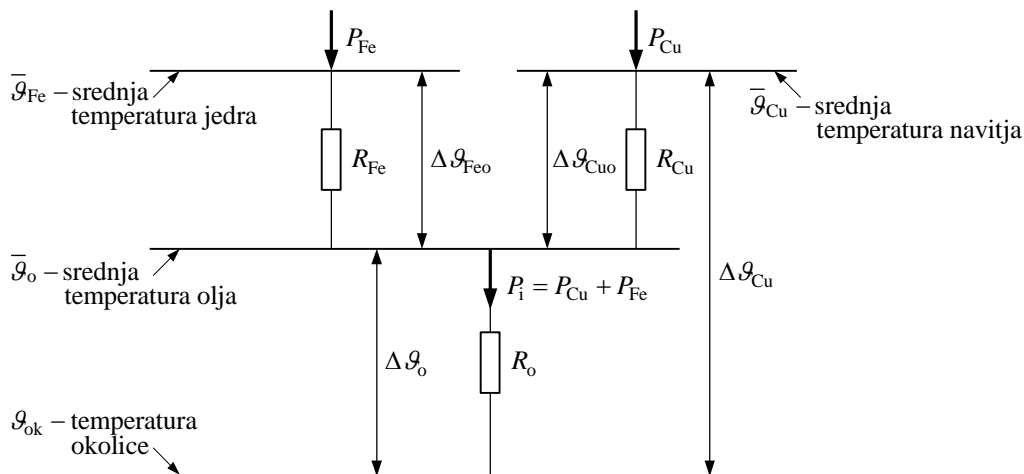 P_Fe
P_Cu
ϑ̅_Fe – srednja
temperatura jedra
ϑ̅_Cu – srednja
temperatura navitja
R_Fe
Δϑ_Feo
Δϑ_Cuo
R_Cu
ϑ̅_o – srednja
temperatura olja
P_i = P_Cu + P_Fe
Δϑ_Cu
Δϑ_o
R_o
ϑ_ok – temperatura
okolice